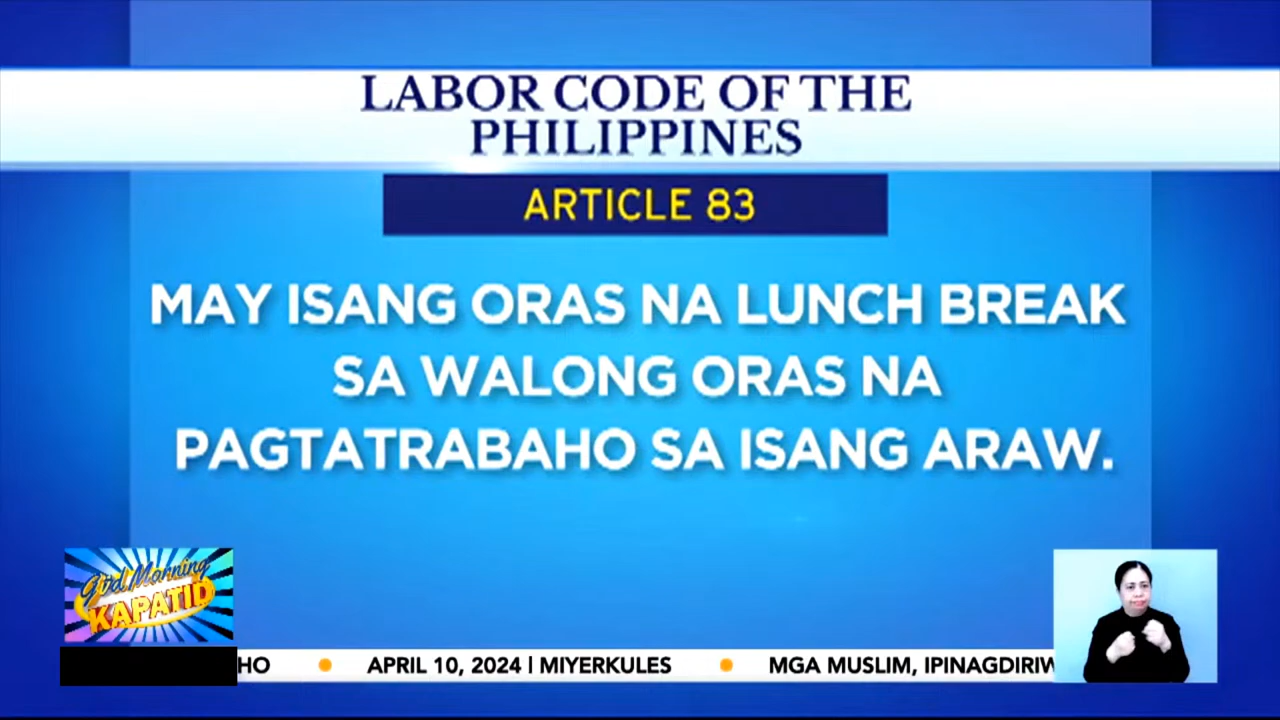 LABOR CODE OF THE
PHILIPPINES
ARTICLE 83
MAY ISANG ORAS NA LUNCH BREAK
SA WALONG ORAS NA
PAGTATRABAHO SA ISANG ARAW.
Gud Morning
KAPATID
HO • APRIL 10, 2024 | MIYERKULES • MGA MUSLIM, IPINAGDIRIW